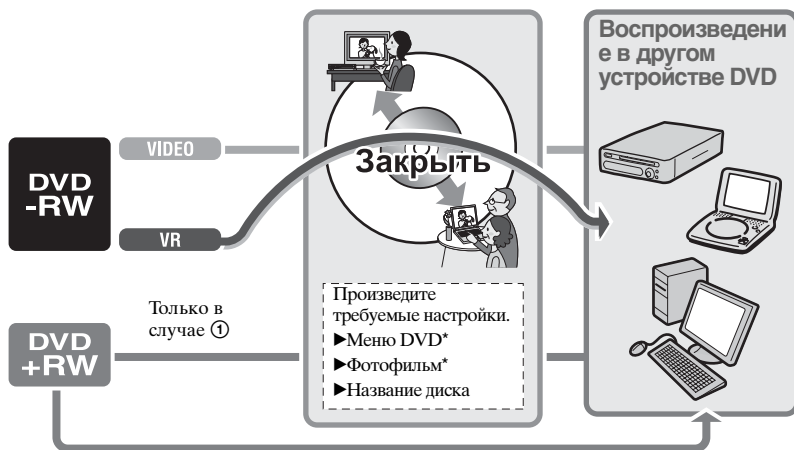 Воспроизведени
е в другом
устройстве DVD
VIDEO
Закрыть
DVD
-RW
VR
Только в
случае ①
DVD
+RW
Произведите
требуемые настройки.
►Меню DVD*
►Фотофильм*
►Название диска